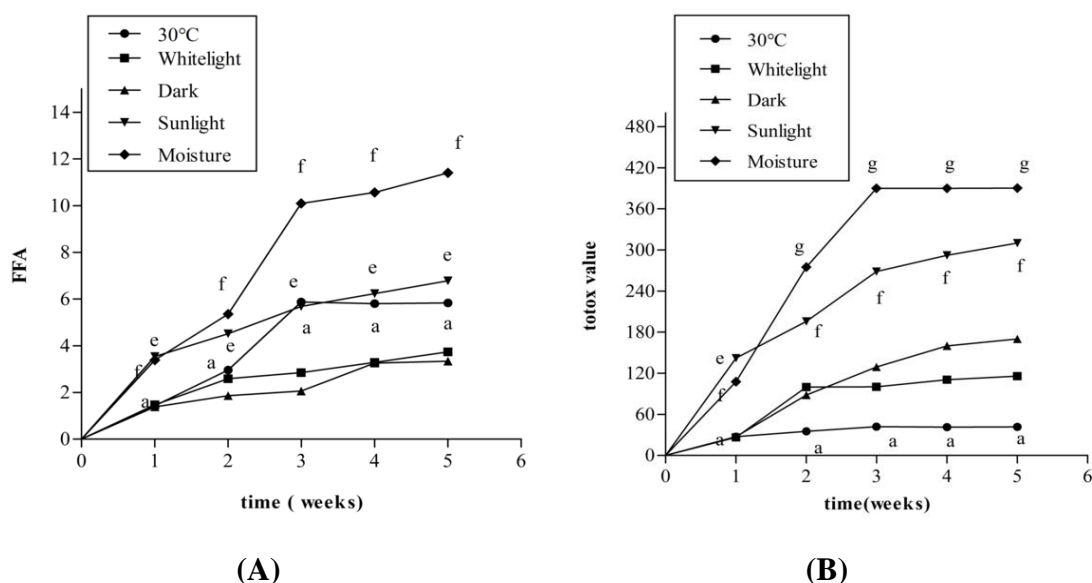 30°C
Whitelight
Dark
Sunlight
Moisture
14
12
10
8
6
4
2
0
FFA
f
f
f
f
f
e
e
e
e
e
a
a
a
a
a
0
1
2
3
4
5
6
time ( weeks)
(A)
30°C
Whitelight
Dark
Sunlight
Moisture
480
420
360
300
240
180
120
60
0
totox value
g
g
g
g
e
f
f
f
f
f
a
a
a
a
a
0
1
2
3
4
5
6
time(weeks)
(B)